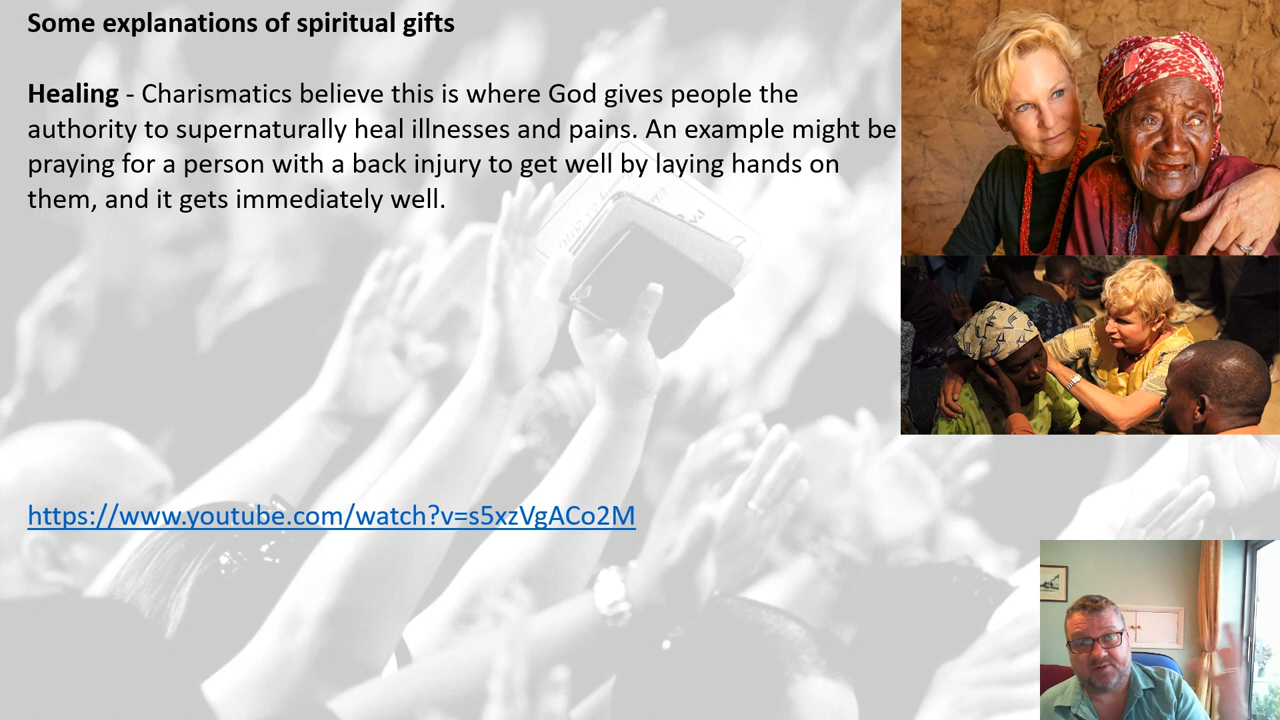 Some explanations of spiritual gifts
Healing - Charismatics believe this is where God gives people the
authority to supernaturally heal illnesses and pains. An example might be
praying for a person with a back injury to get well by laying hands on
them, and it gets immediately well.
https://www.youtube.com/watch?v=s5xzVgACo2M